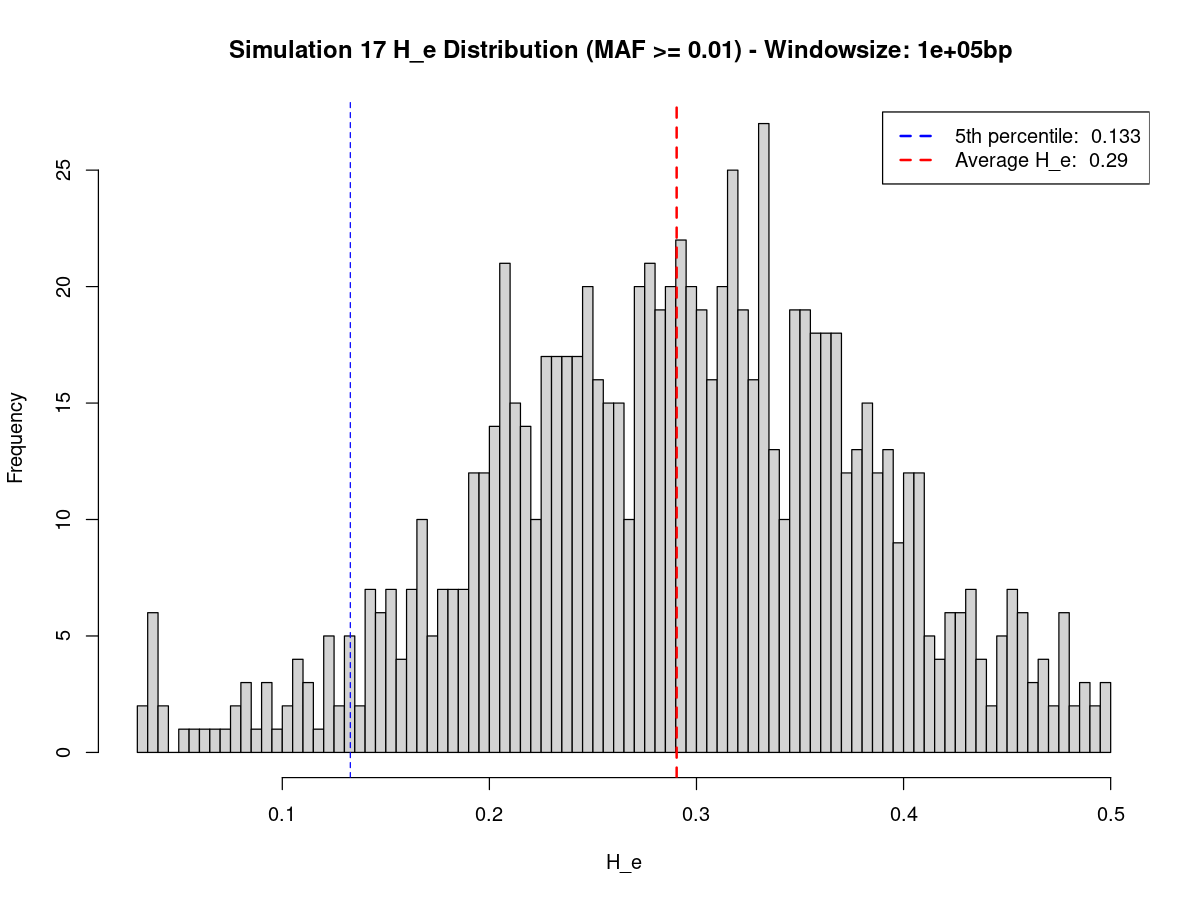 Simulation 17 H_e Distribution (MAF >= 0.01) - Windowsize: 1e+05bp
5th percentile:  0.133
Average H_e:  0.29
Frequency
25
20
15
10
5
0
0.1
0.2
0.3
0.4
0.5
H_e